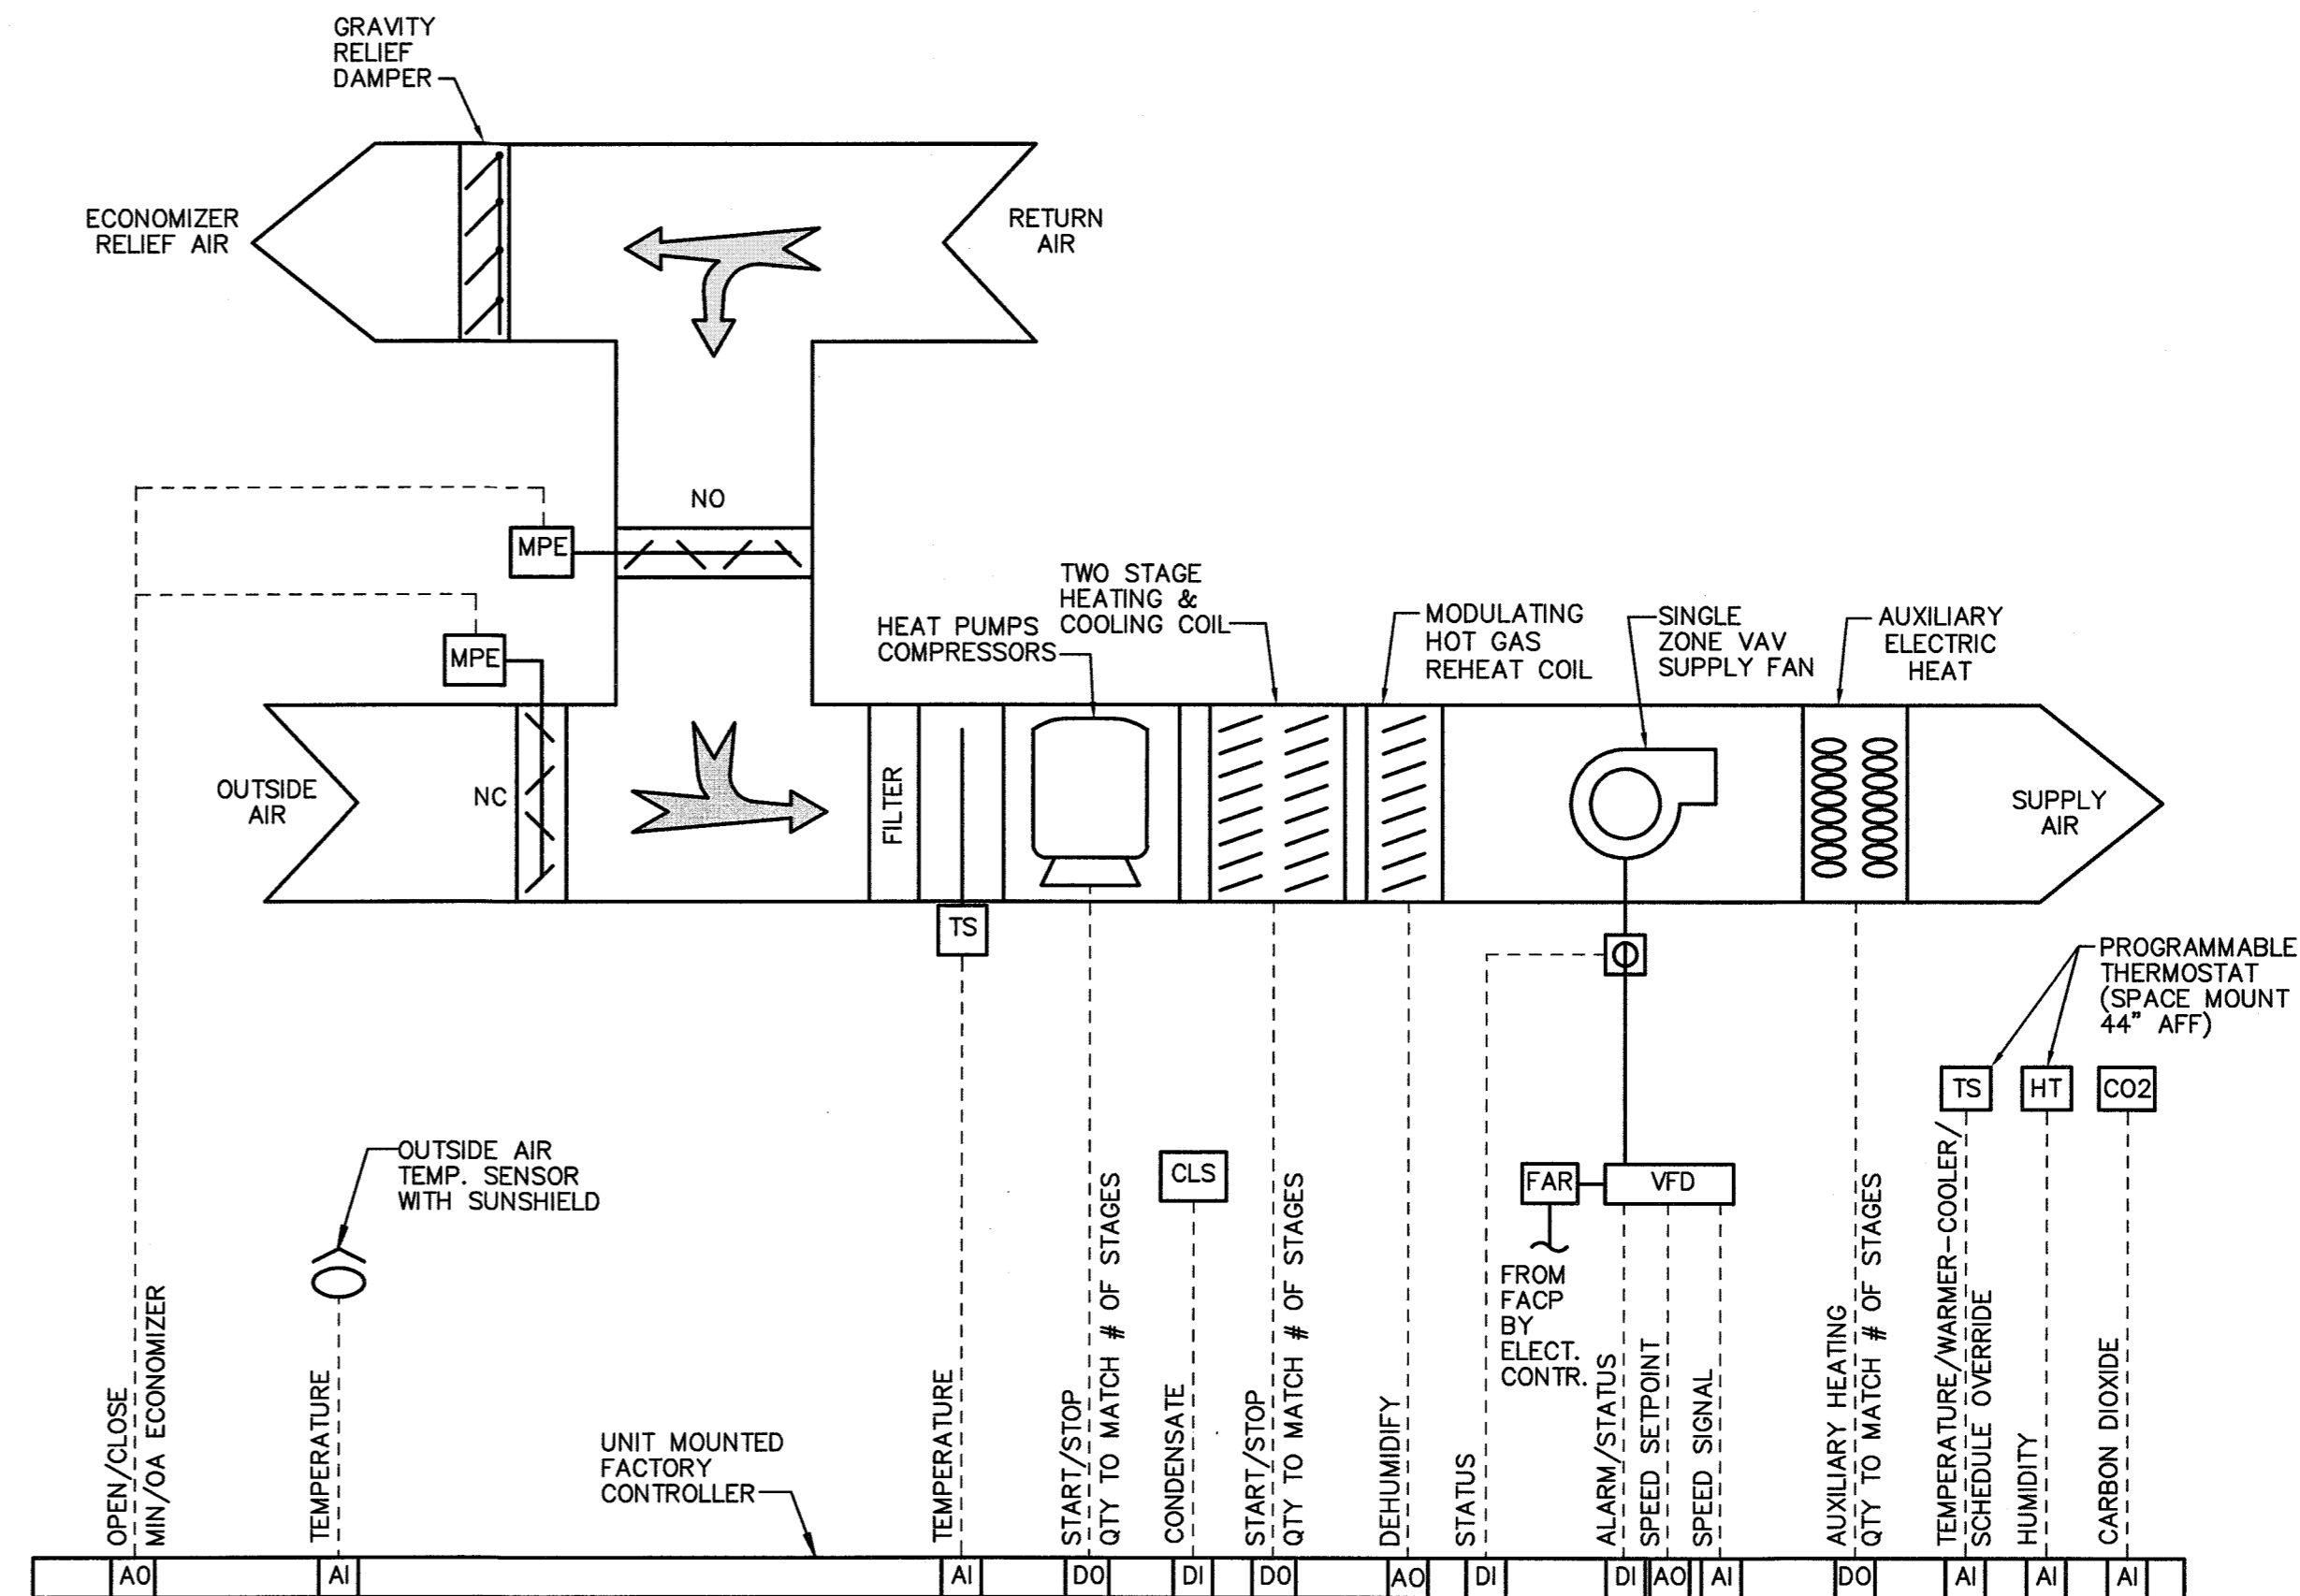 GRAVITY
RELIEF
DAMPER
ECONOMIZER
RELIEF AIR
RETURN
AIR
NO
MPE
MPE
TWO STAGE
HEATING &
COOLING COIL
HEAT PUMPS
COMPRESSORS
MODULATING
HOT GAS
REHEAT COIL
SINGLE
ZONE VAV
SUPPLY FAN
AUXILIARY
ELECTRIC
HEAT
OUTSIDE
AIR
NC
FILTER
SUPPLY
AIR
TS
PROGRAMMABLE
THERMOSTAT
(SPACE MOUNT
44" AFF)
TS
HT
CO2
OUTSIDE AIR
TEMP. SENSOR
WITH SUNSHIELD
CLS
FAR
VFD
FROM
FACP
BY
ELECT.
CONTR.
UNIT MOUNTED
FACTORY
CONTROLLER
OPEN/CLOSE
MIN/OA ECONOMIZER
TEMPERATURE
TEMPERATURE
START/STOP
QTY TO MATCH # OF STAGES
CONDENSATE
START/STOP
QTY TO MATCH # OF STAGES
DEHUMIDIFY
STATUS
ALARM/STATUS
SPEED SETPOINT
SPEED SIGNAL
AUXILIARY HEATING
QTY TO MATCH # OF STAGES
TEMPERATURE/WARMER-COOLER/
SCHEDULE OVERRIDE
HUMIDITY
CARBON DIOXIDE
AO
AI
AI
DO
DI
DO
AO
DI
DI
AO
AI
DO
AI
AI
AI